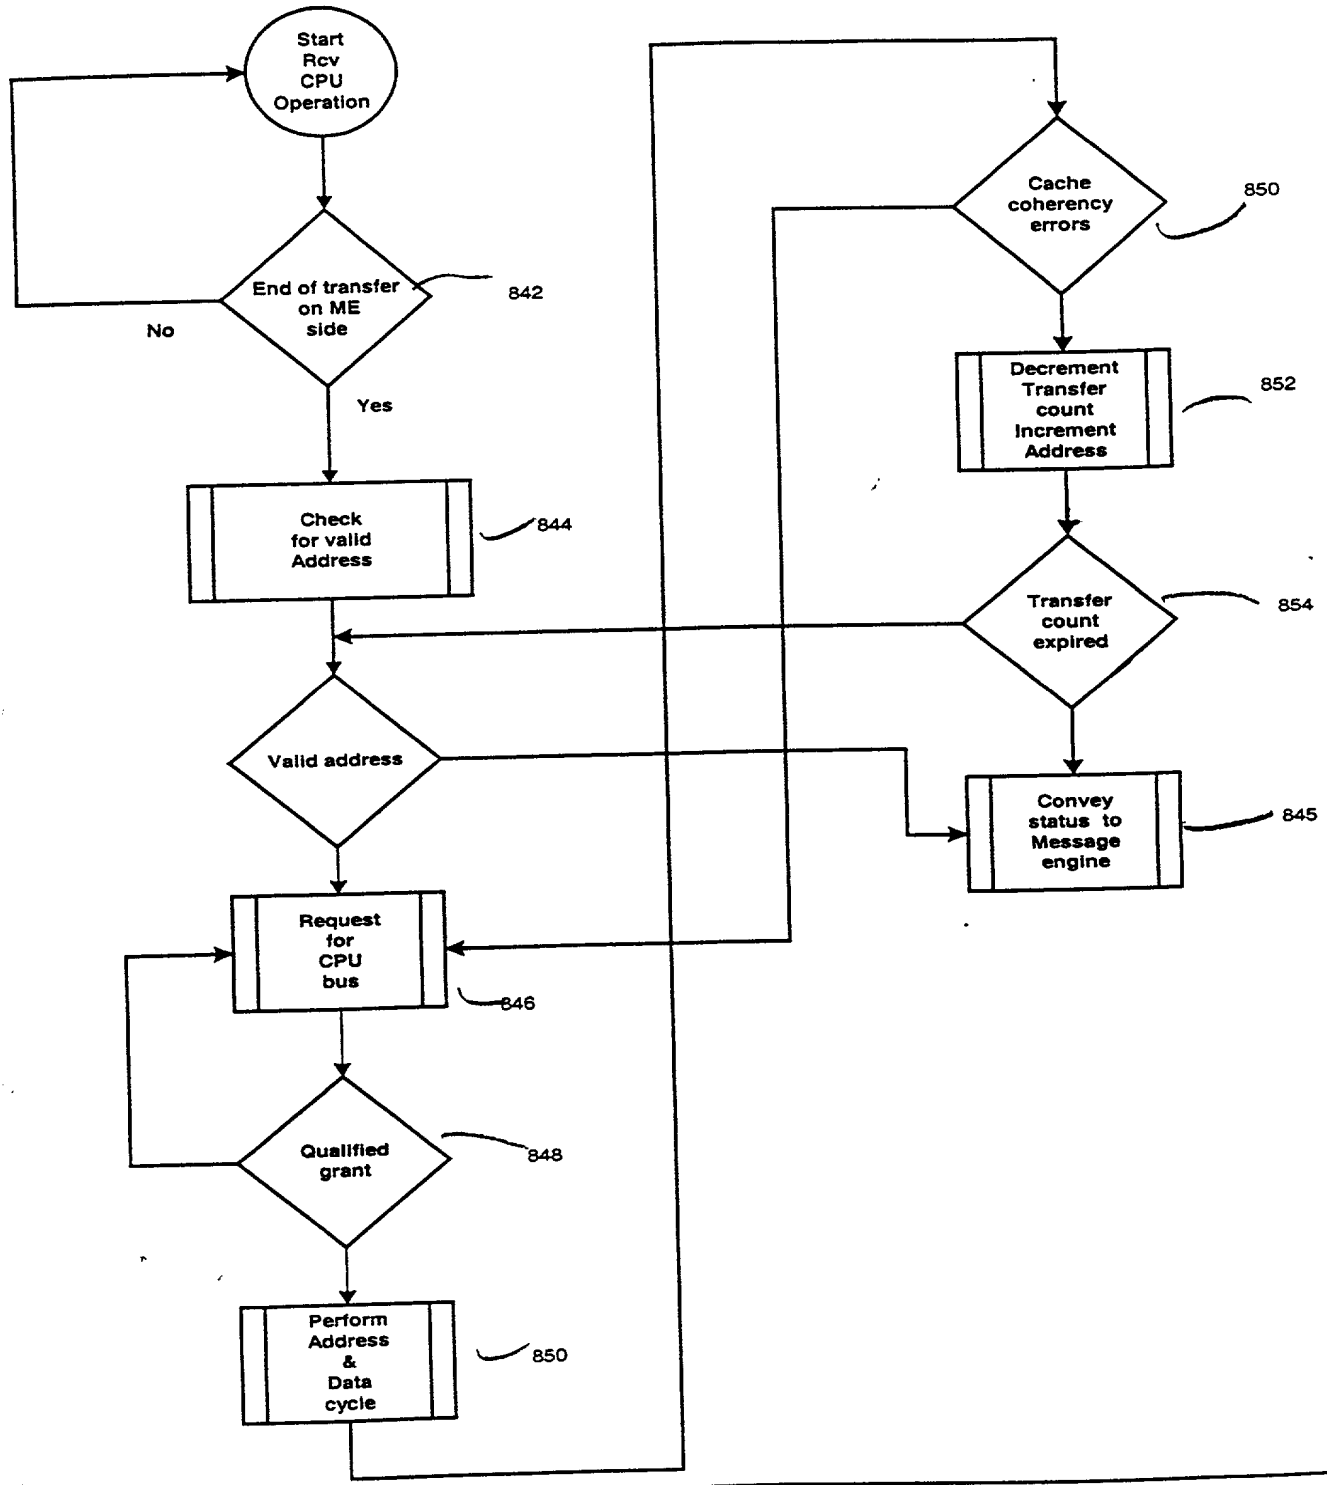 Start
Rcv
CPU
Operation
End of transfer
on ME
side
842
No
Yes
Check
for valid
Address
844
Valid address
Request
for
CPU
bus
846
Qualified
grant
848
Perform
Address
&
Data
cycle
850
Cache
coherency
errors
850
Decrement
Transfer
count
Increment
Address
852
Transfer
count
expired
854
Convey
status to
Message
engine
845